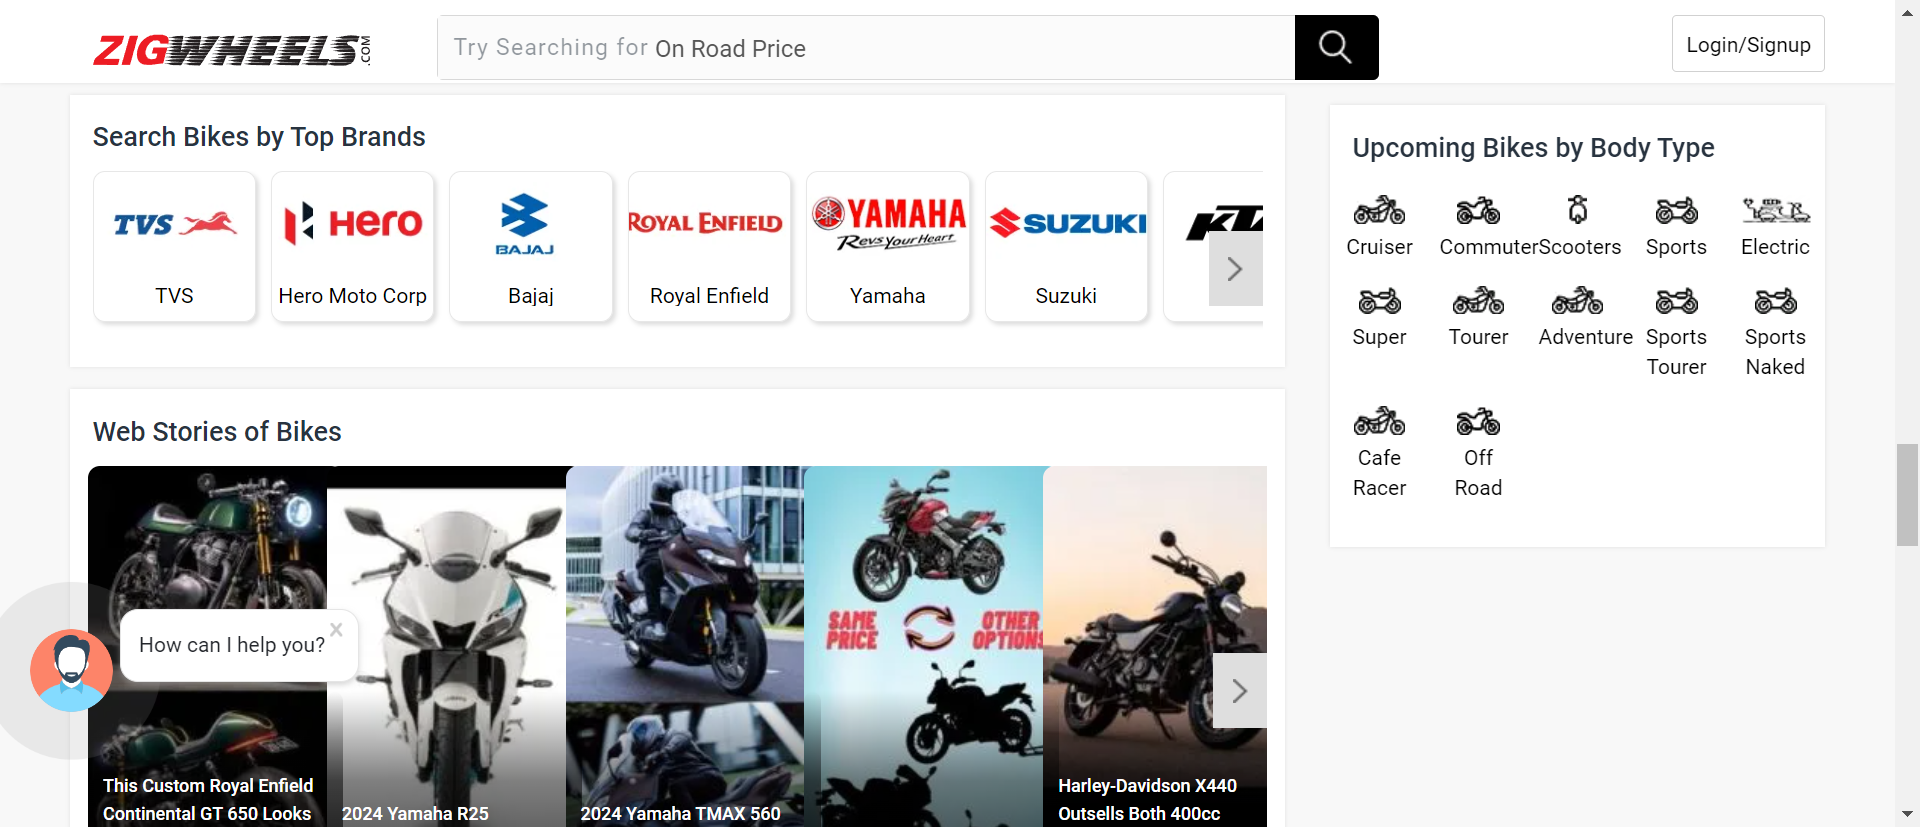 ZIGWHEELS.COM
Try Searching for On Road Price
Login/Signup
Search Bikes by Top Brands
TVS
Hero
BAJAJ
ROYAL ENFIELD
YAMAHA
Revs Your Heart
SUZUKI
TVS
Hero Moto Corp
Bajaj
Royal Enfield
Yamaha
Suzuki
Upcoming Bikes by Body Type
Cruiser
Commuter
Scooters
Sports
Electric
Super
Tourer
Adventure
Sports
Tourer
Sports
Naked
Cafe
Racer
Off
Road
Web Stories of Bikes
SAME
PRICE
OTHER
OPTIONS
How can I help you?
This Custom Royal Enfield
Continental GT 650 Looks
2024 Yamaha R25
2024 Yamaha TMAX 560
Harley-Davidson X440
Outsells Both 400cc